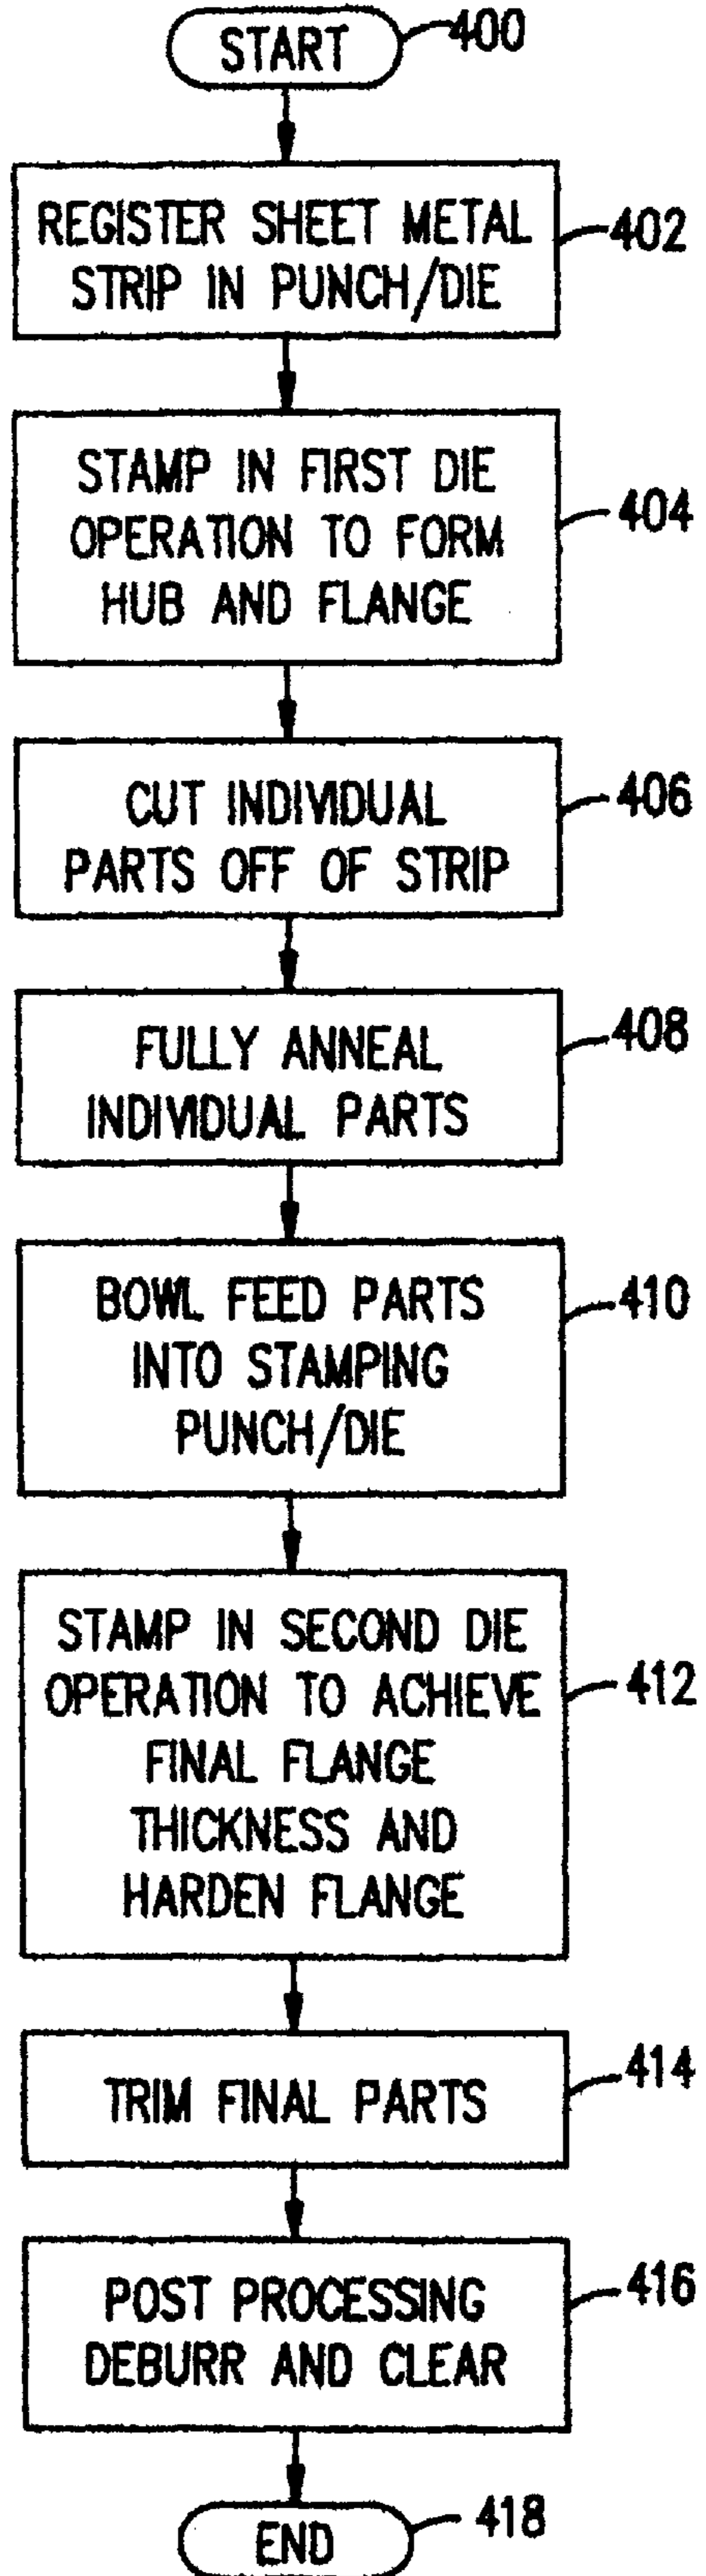 START
400
REGISTER SHEET METAL
STRIP IN PUNCH/DIE
402
STAMP IN FIRST DIE
OPERATION TO FORM
HUB AND FLANGE
404
CUT INDIVIDUAL
PARTS OFF OF STRIP
406
FULLY ANNEAL
INDIVIDUAL PARTS
408
BOWL FEED PARTS
INTO STAMPING
PUNCH/DIE
410
STAMP IN SECOND DIE
OPERATION TO ACHIEVE
FINAL FLANGE
THICKNESS AND
HARDEN FLANGE
412
TRIM FINAL PARTS
414
POST PROCESSING
DEBURR AND CLEAR
416
END
418